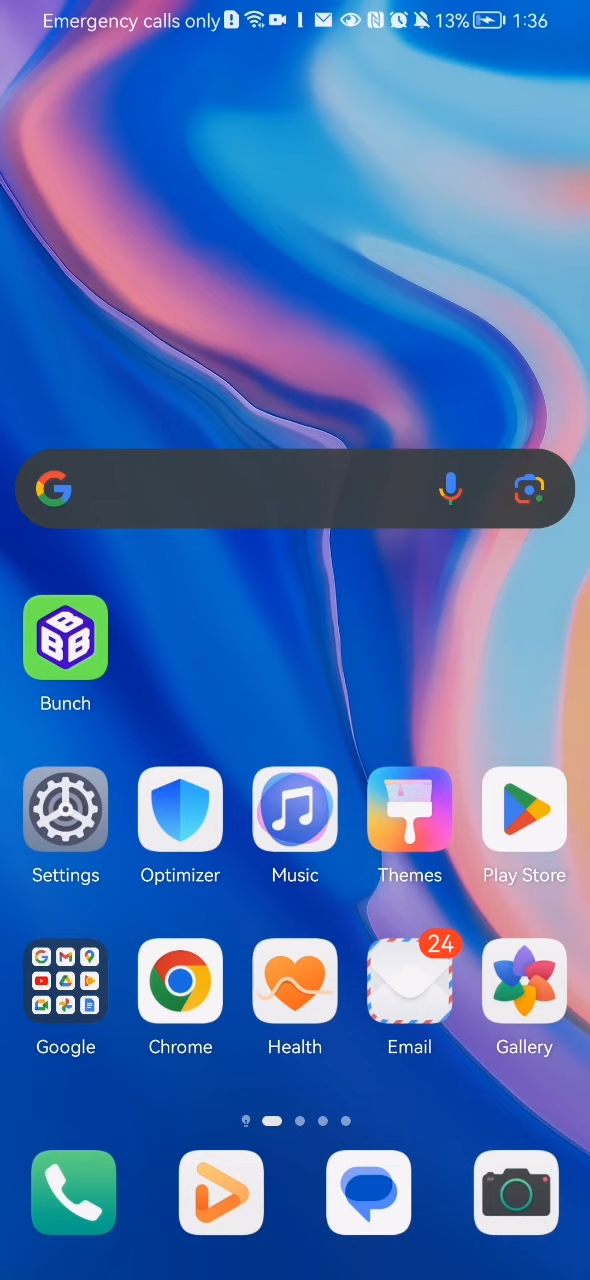 Emergency calls only 13% 1:36
BBB
Bunch
Settings Optimizer Music Themes Play Store
24
Google Chrome Health Email Gallery